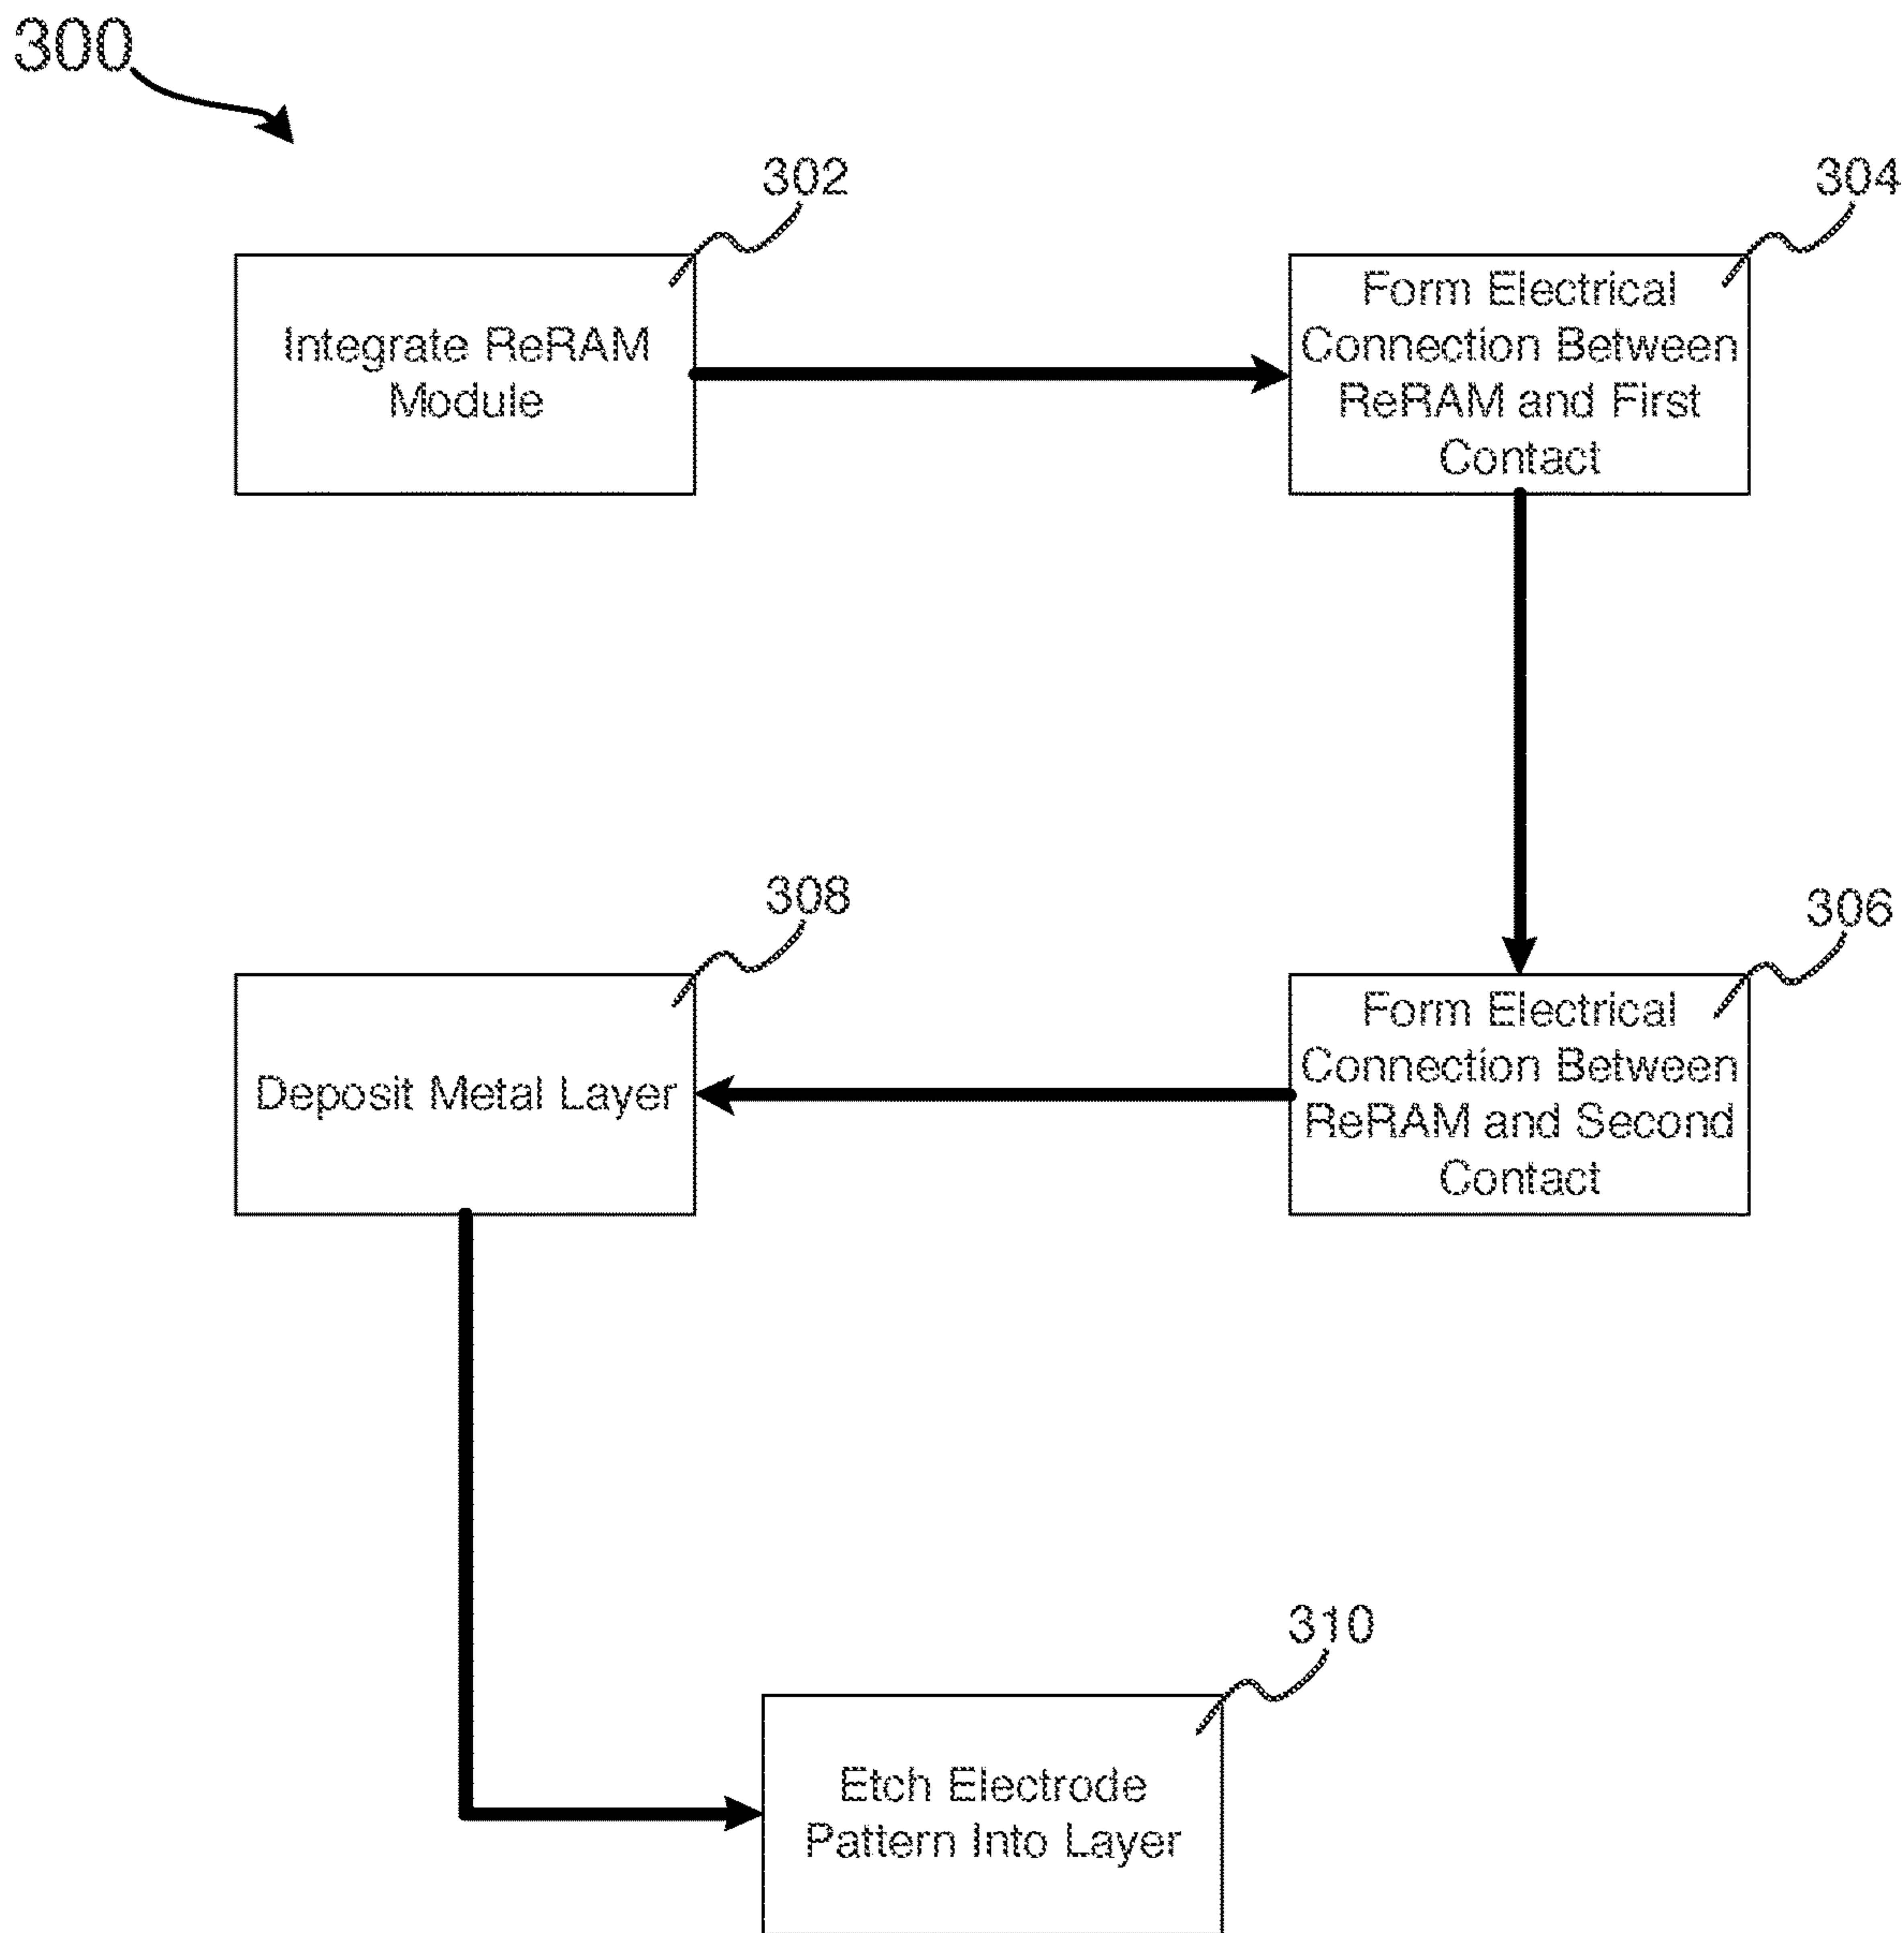 300
302
Integrate ReRAM
Module
304
Form Electrical
Connection Between
ReRAM and First
Contact
306
Form Electrical
Connection Between
ReRAM and Second
Contact
308
Deposit Metal Layer
310
Etch Electrode
Pattern Into Layer